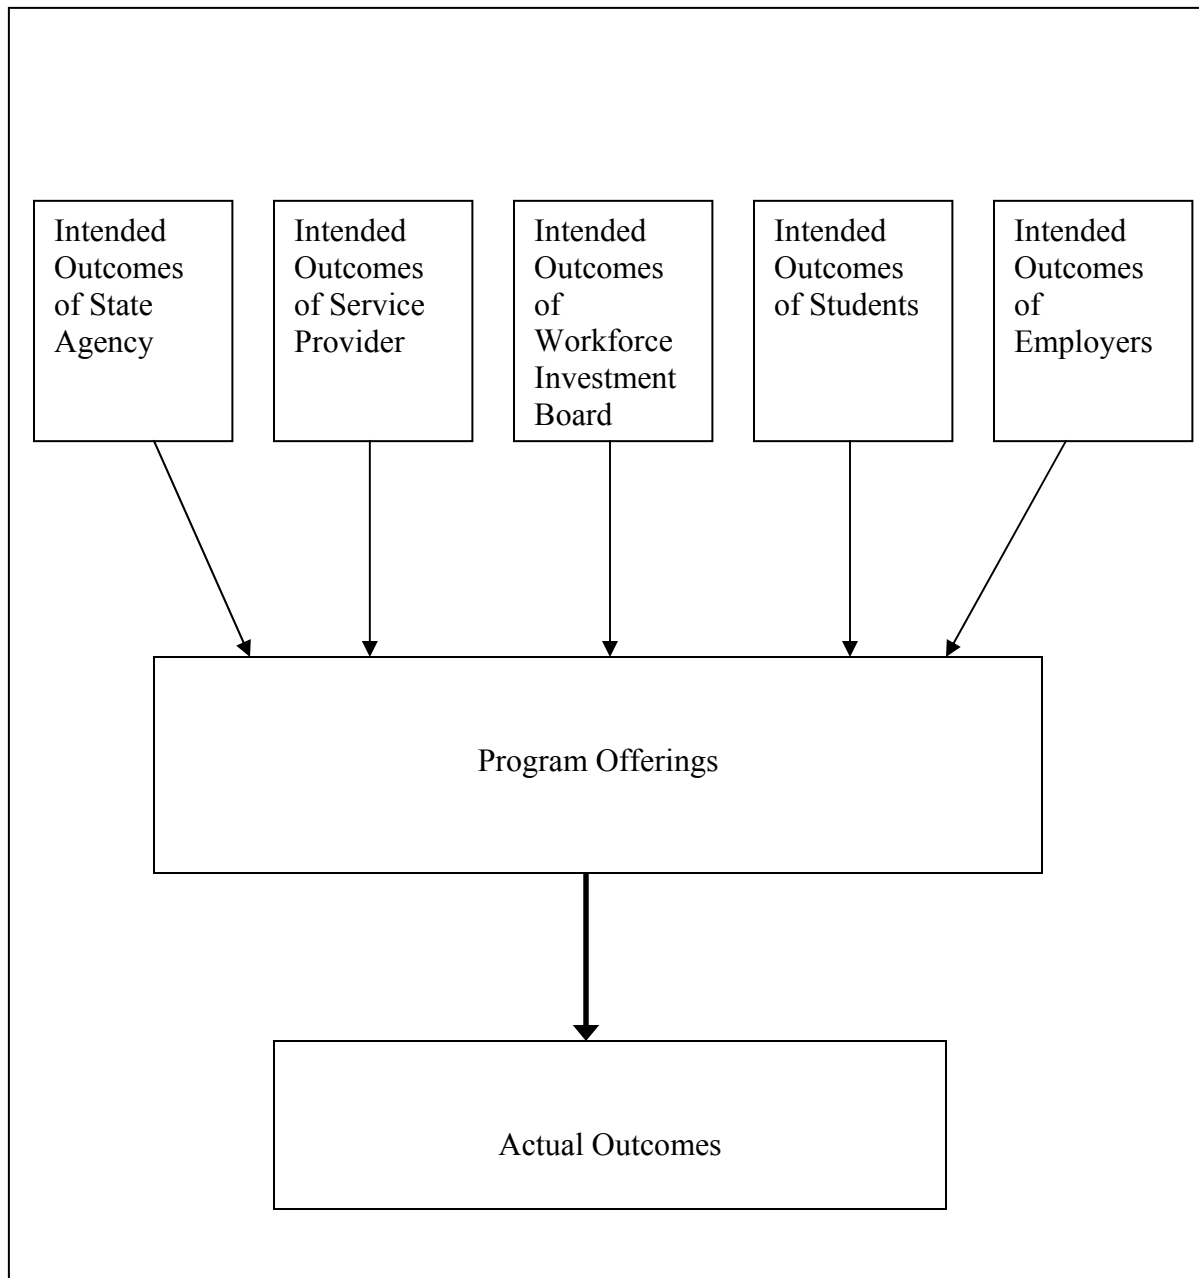 Intended
Outcomes
of State
Agency
Intended
Outcomes
of Service
Provider
Intended
Outcomes
of
Workforce
Investment
Board
Intended
Outcomes
of Students
Intended
Outcomes
of
Employers
Program Offerings
Actual Outcomes